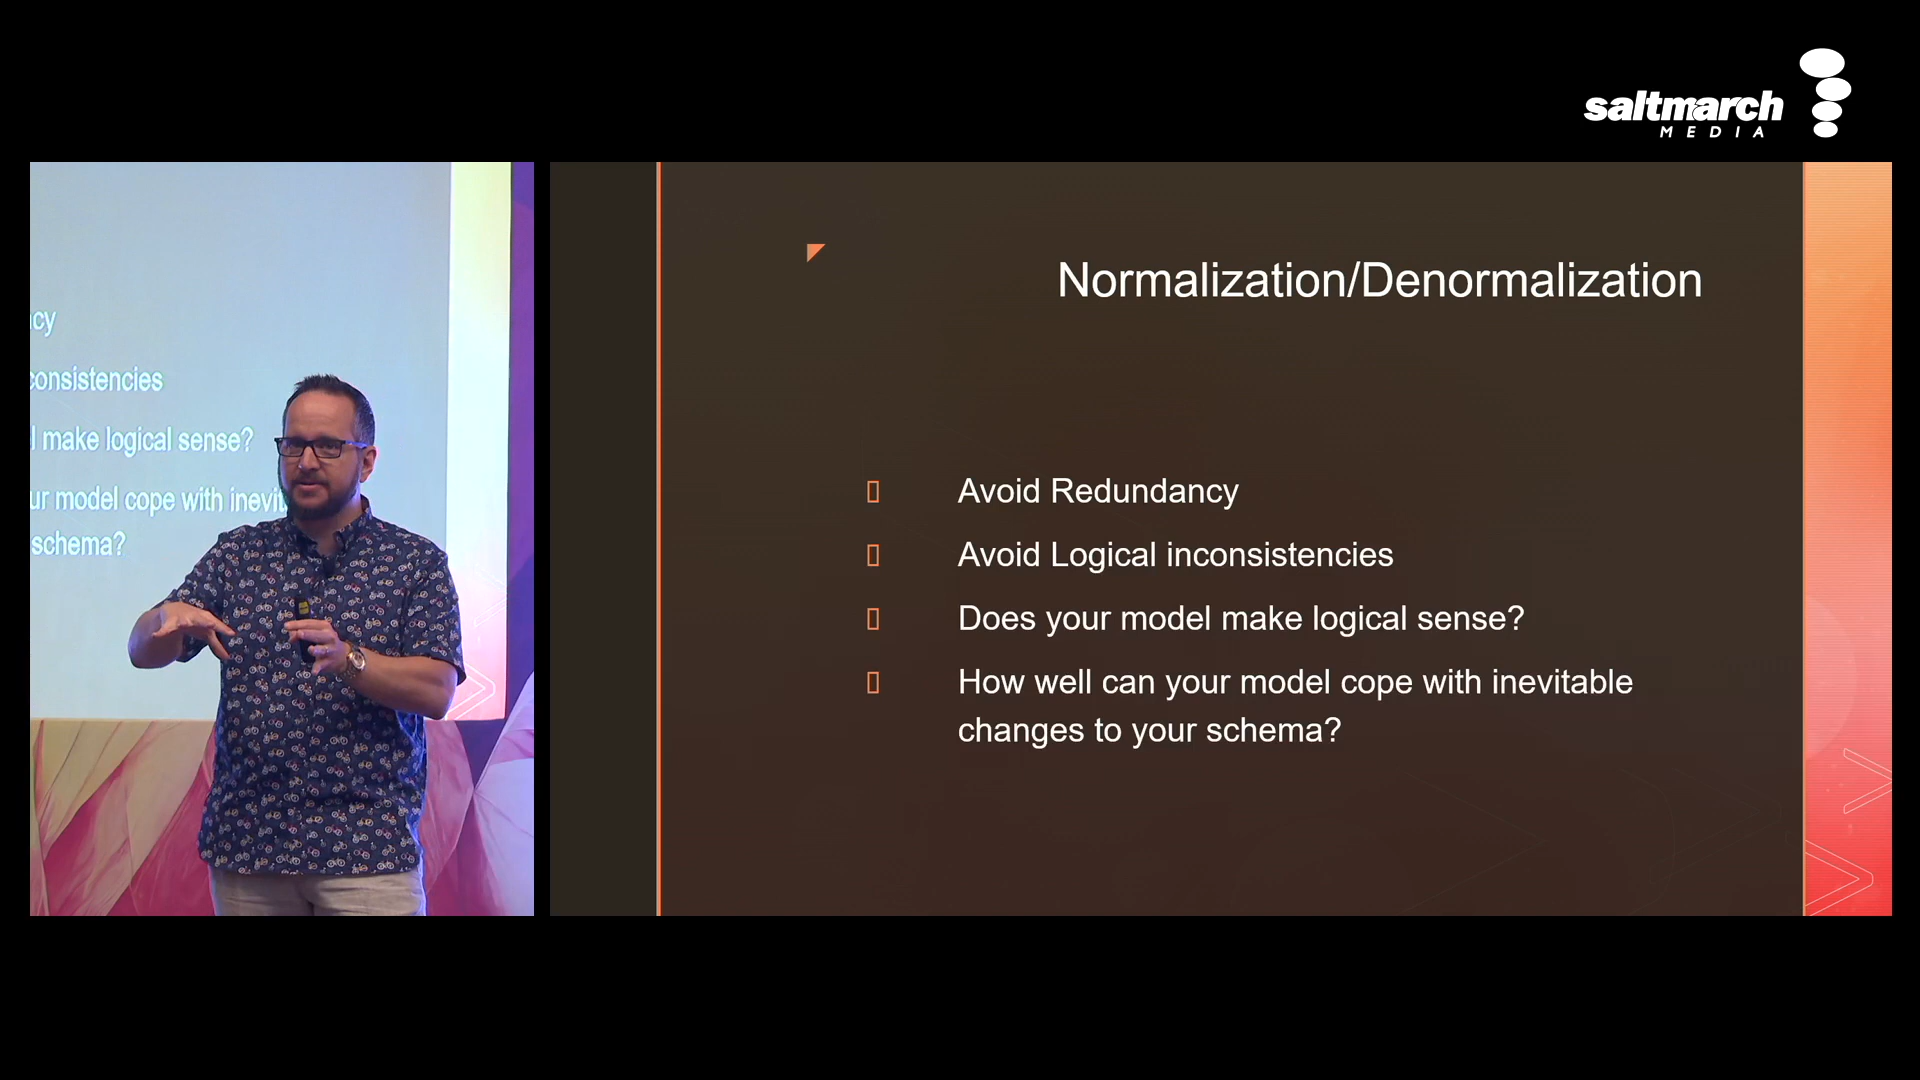 saltmarch
MEDIA
cy
consistencies
make logical sense?
ur model cope with inevit
schema?
Normalization/Denormalization
Avoid Redundancy
Avoid Logical inconsistencies
Does your model make logical sense?
How well can your model cope with inevitable
changes to your schema?